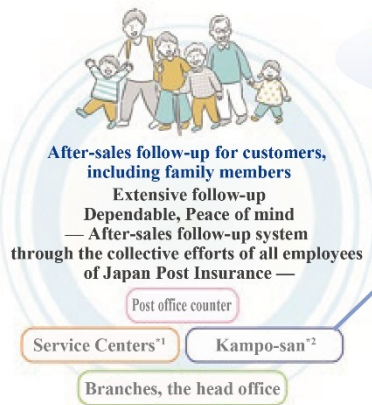 After-sales follow-up for customers,
including family members
Extensive follow-up
Dependable, Peace of mind
— After-sales follow-up system
through the collective efforts of all employees
of Japan Post Insurance —
Post office counter
Service Centers*1
Kampo-san*2
Branches, the head office